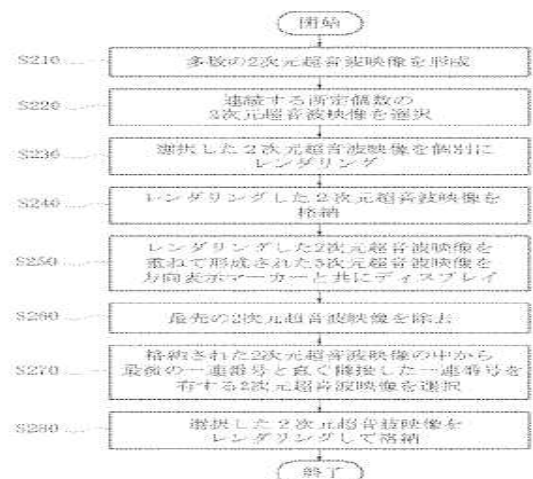 開始
S210
多数の2次元超音波映像を形成
S220
連続する所定個数の
2次元超音波映像を選択
S230
選択した2次元超音波映像を個別に
レンダリング
S240
レンダリングした2次元超音波映像を
格納
S250
レンダリングした2次元超音波映像を
重ねて形成された3次元超音波映像を
方向表示マーカーと共にディスプレイ
S260
最先の2次元超音波映像を除去
S270
格納された2次元超音波映像の中から
最後の一連番号と直ぐ隣接した一連番号を
有する2次元超音波映像を選択
S280
選択した2次元超音波映像を
レンダリングして格納
終了